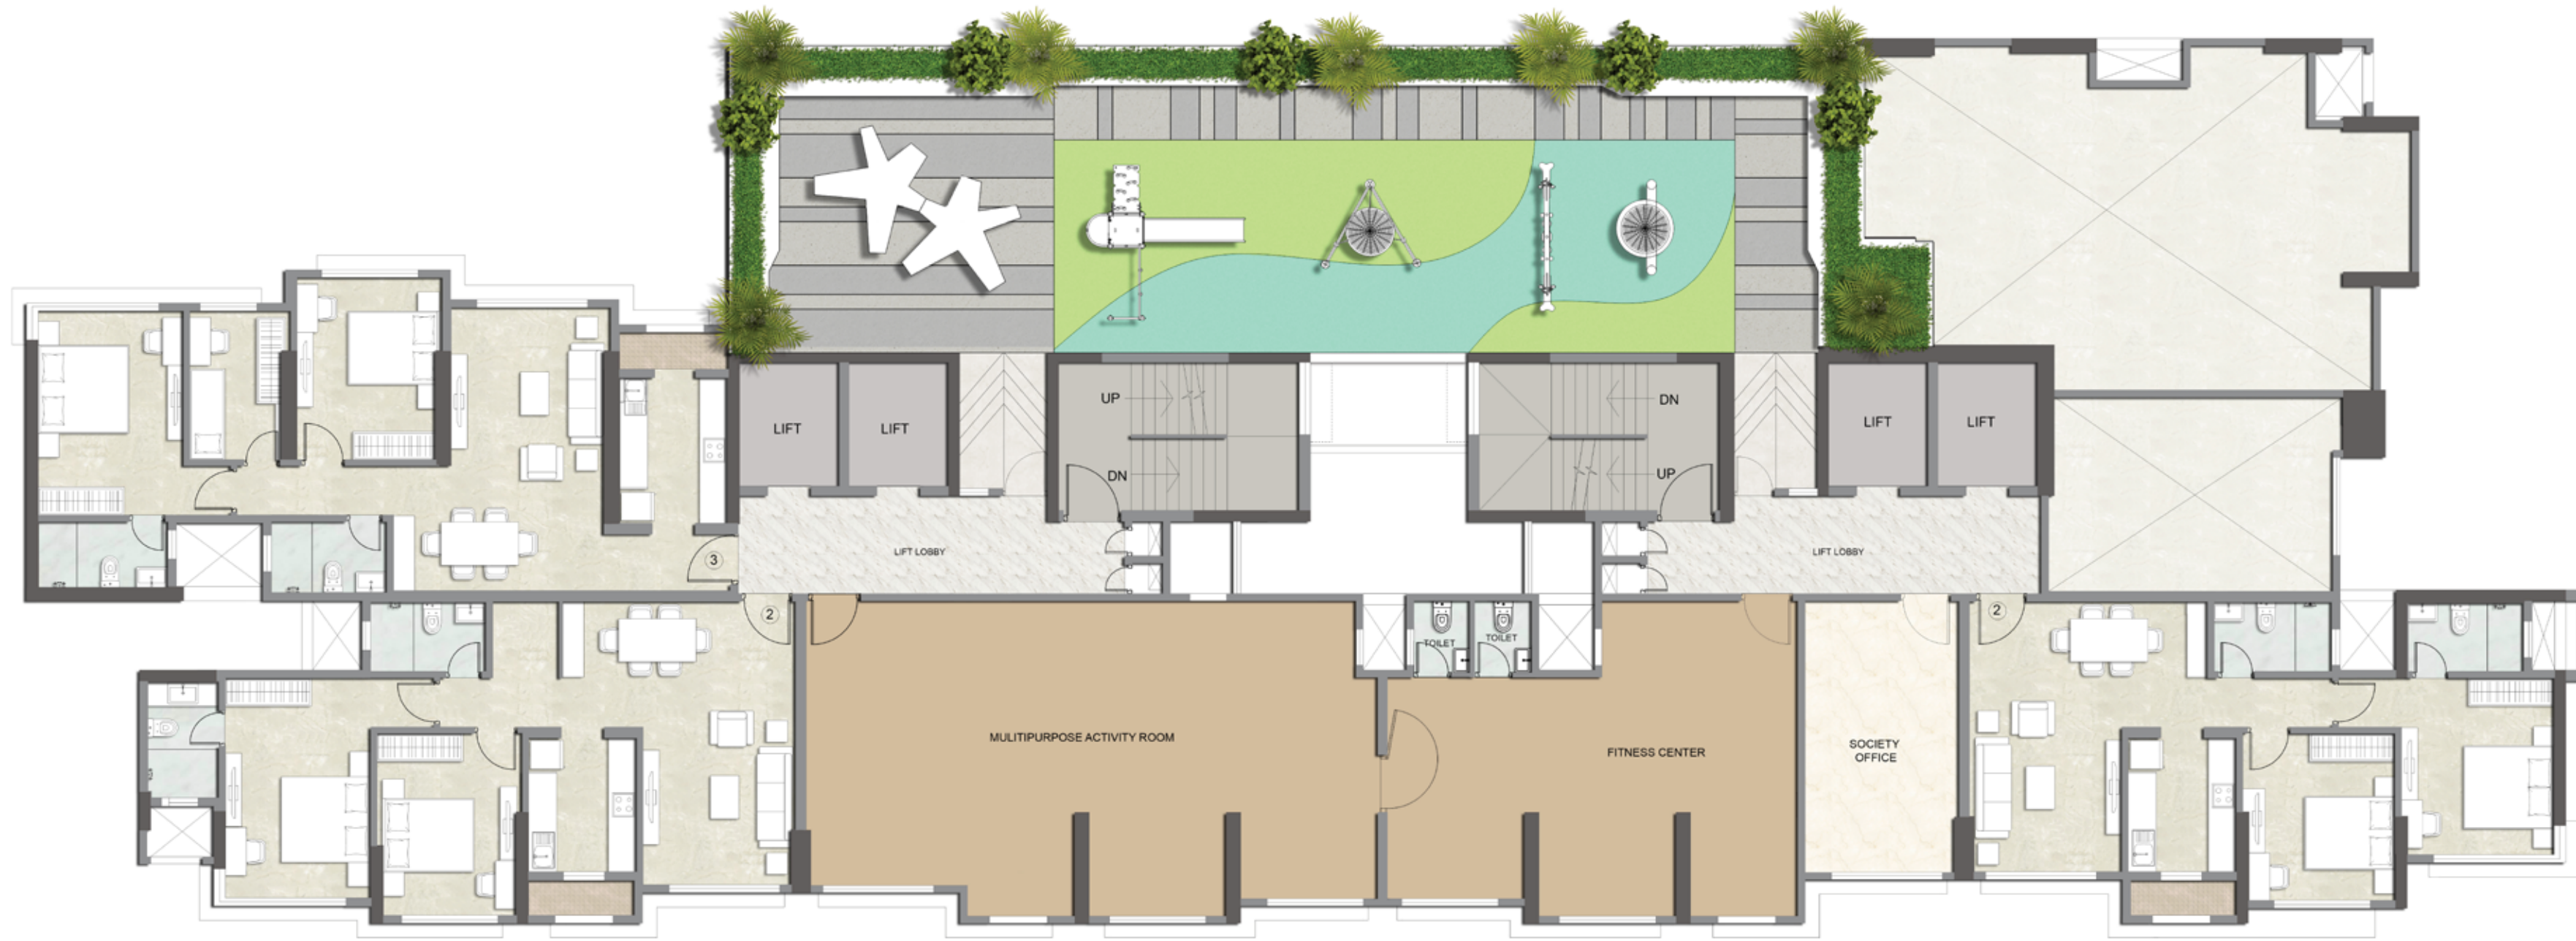 UP
DN
LIFT
LIFT
LIFT
LIFT
DN
UP
LIFT LOBBY
LIFT LOBBY
3
2
2
TOILET
TOILET
MULITIPURPOSE ACTIVITY ROOM
FITNESS CENTER
SOCIETY
OFFICE